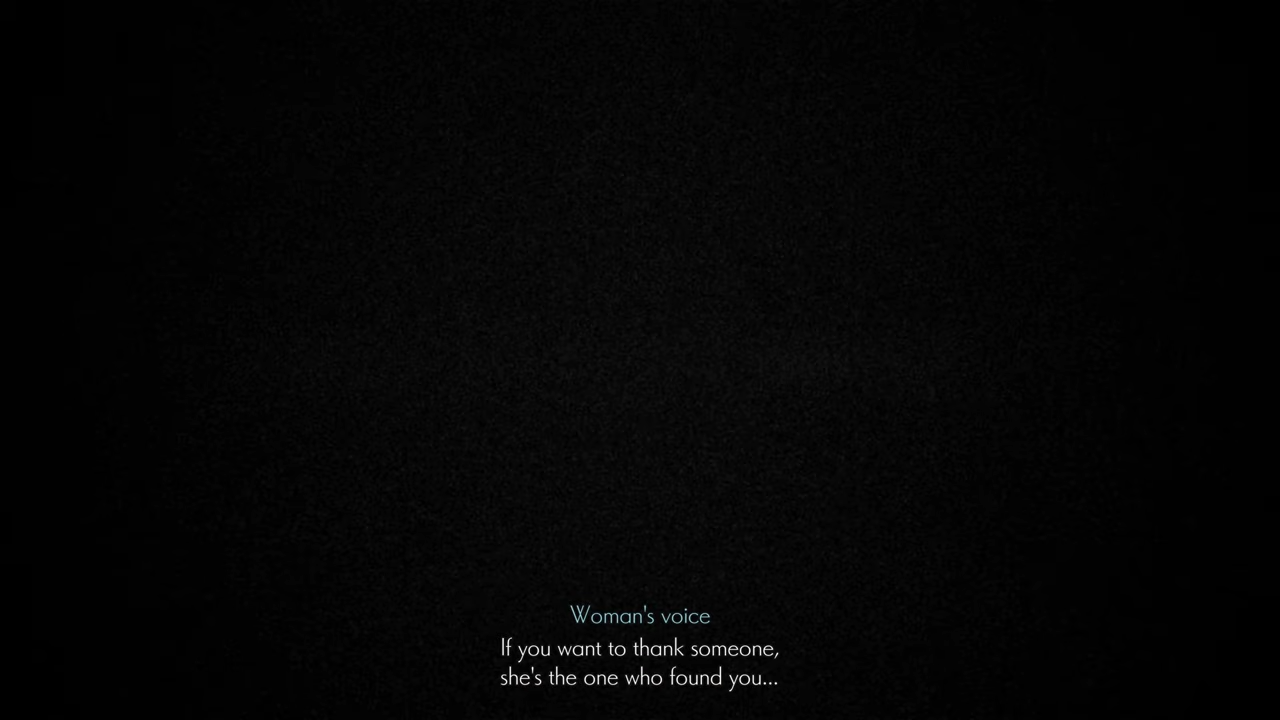 Woman's voice
If you want to thank someone,
she's the one who found you...